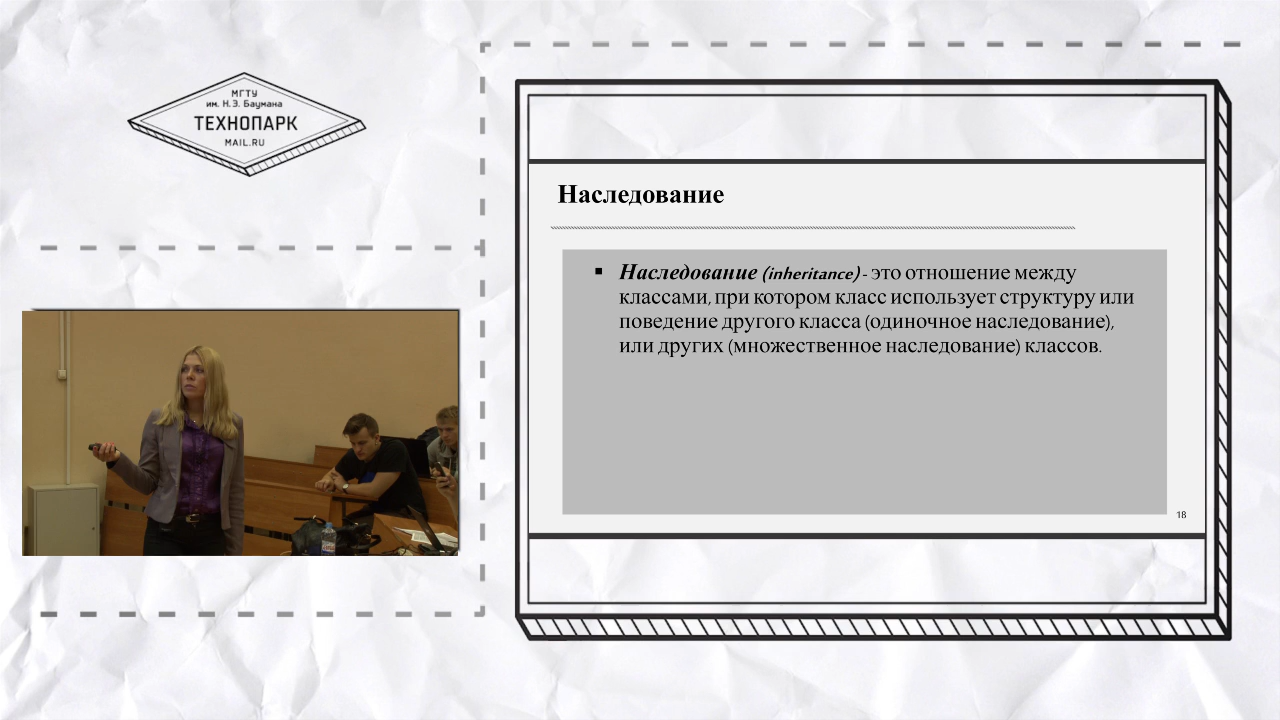 МГТУ
им. Н.Э. Баумана
ТЕХНОПАРК
MAIL.RU
Наследование
▪ Наследование (inheritance) - это отношение между
классами, при котором класс использует структуру или
поведение другого класса (одиночное наследование),
или других (множественное наследование) классов.
18